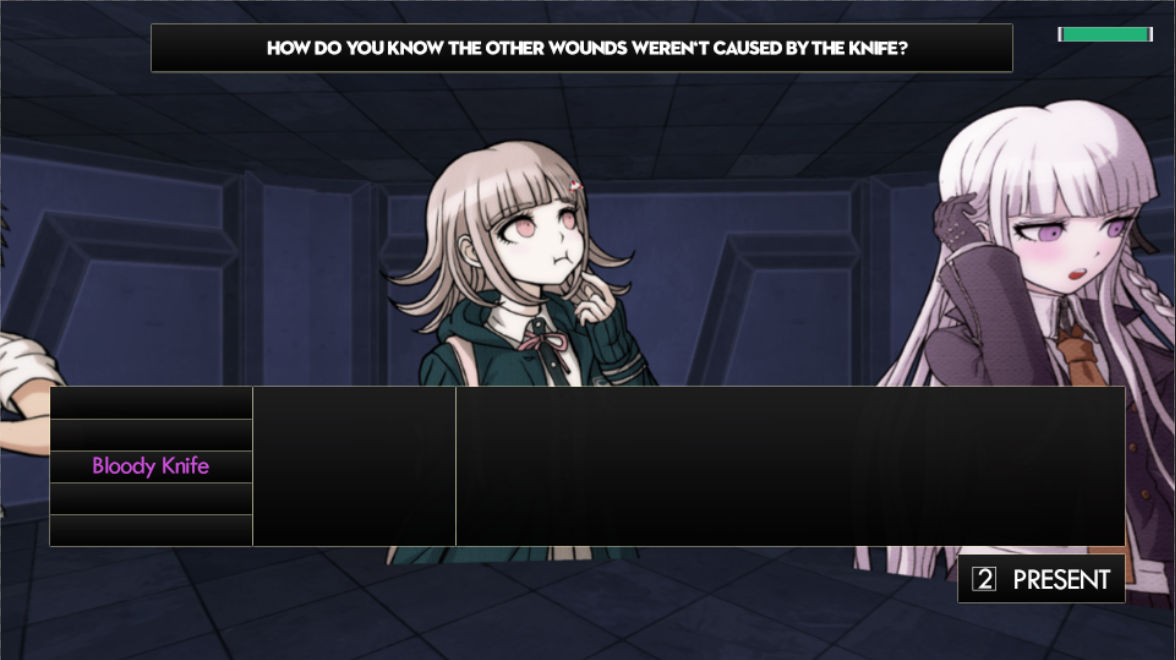 HOW DO YOU KNOW THE OTHER WOUNDS WEREN'T CAUSED BY THE KNIFE?
Bloody Knife
2 PRESENT